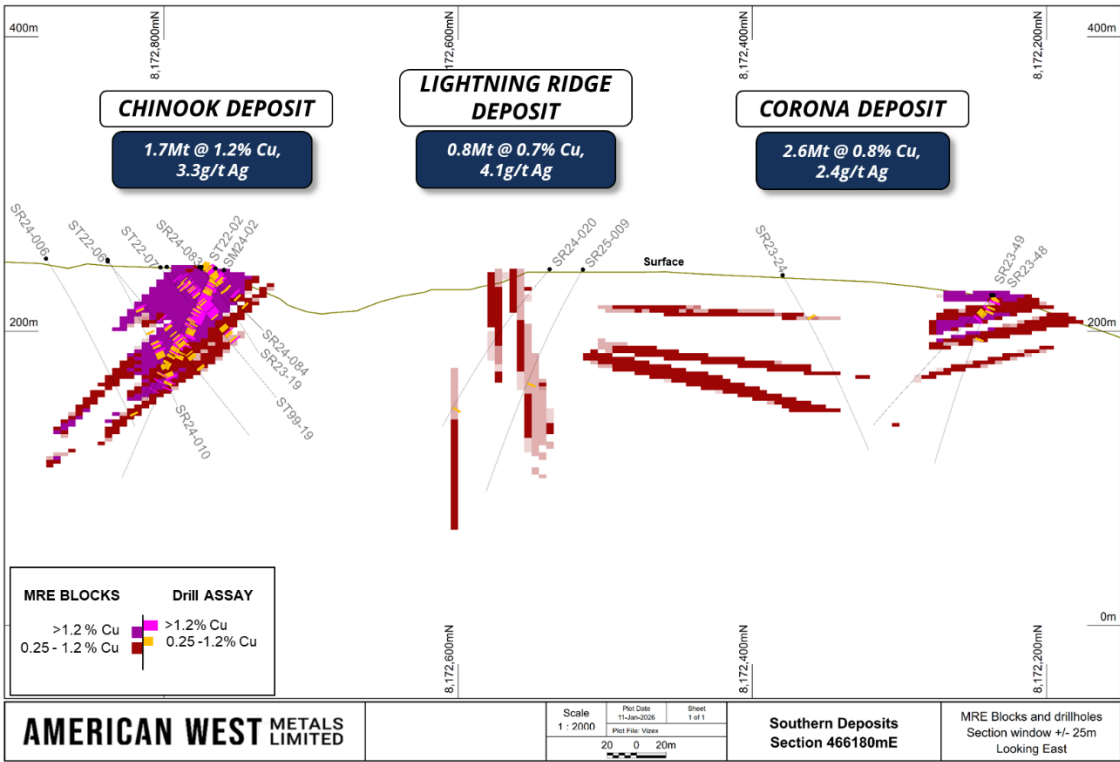 400m
8,172,800mN
8,172,600mN
8,172,400mN
8,172,200mN
400m
CHINOOK DEPOSIT
1.7Mt @ 1.2% Cu,
3.3g/t Ag
LIGHTNING RIDGE
DEPOSIT
0.8Mt @ 0.7% Cu,
4.1g/t Ag
CORONA DEPOSIT
2.6Mt @ 0.8% Cu,
2.4g/t Ag
SR24-006
ST22-06
ST22-07
SR24-083
ST22-02
SM24-02
SR24-020
SR25-009
Surface
SR23-24
SR23-49
SR23-48
200m
200m
SR24-084
SR23-19
ST99-19
SR24-010
MRE BLOCKS
Drill ASSAY
>1.2 % Cu
>1.2% Cu
0.25 - 1.2 % Cu
0.25 -1.2% Cu
0m
8,172,600mN
8,172,400mN
8,172,200mN
AMERICAN WEST METALS LIMITED
Scale
1 : 2000
Plot Date
11-Jan-2026
Sheet
1 of 1
Plot File: Vizex
20 0 20m
Southern Deposits
Section 466180mE
MRE Blocks and drillholes
Section window +/- 25m
Looking East